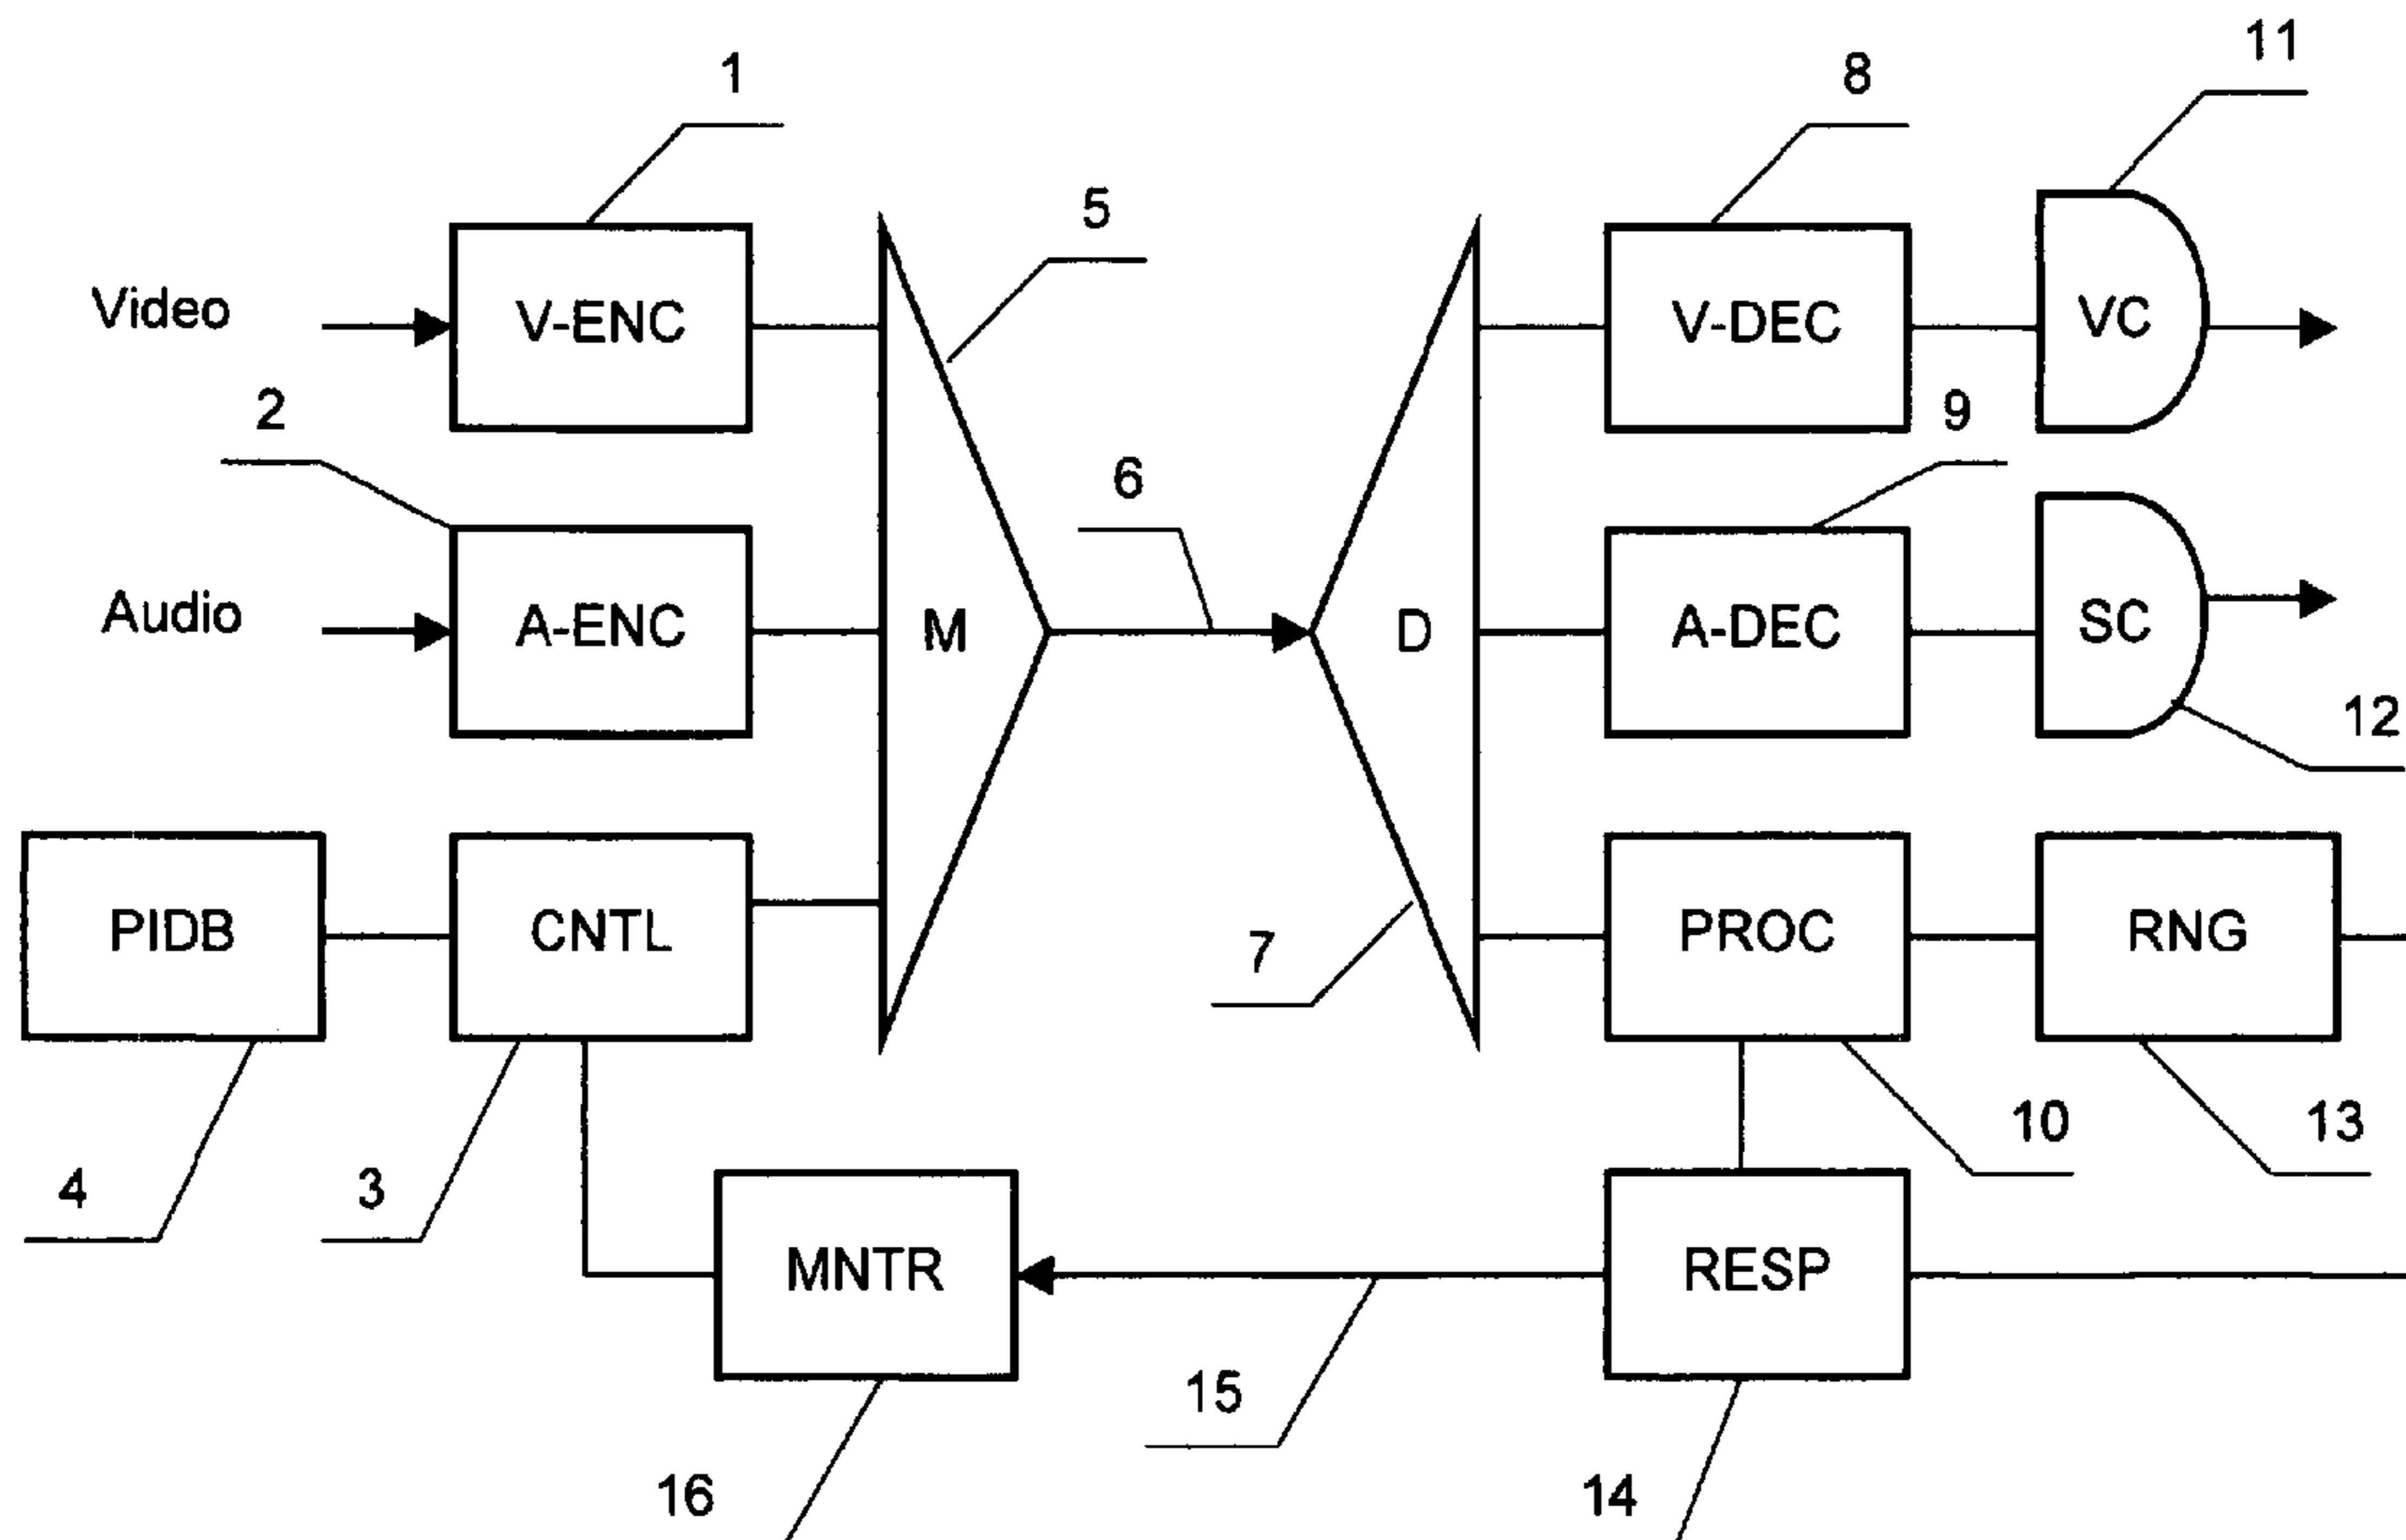 1
8
11
5
Video
V-ENC
V-DEC
VC
2
9
6
Audio
A-ENC
M
D
A-DEC
SC
12
PIDB
CNTL
7
PROC
RNG
10
13
4
3
MNTR
RESP
15
16
14